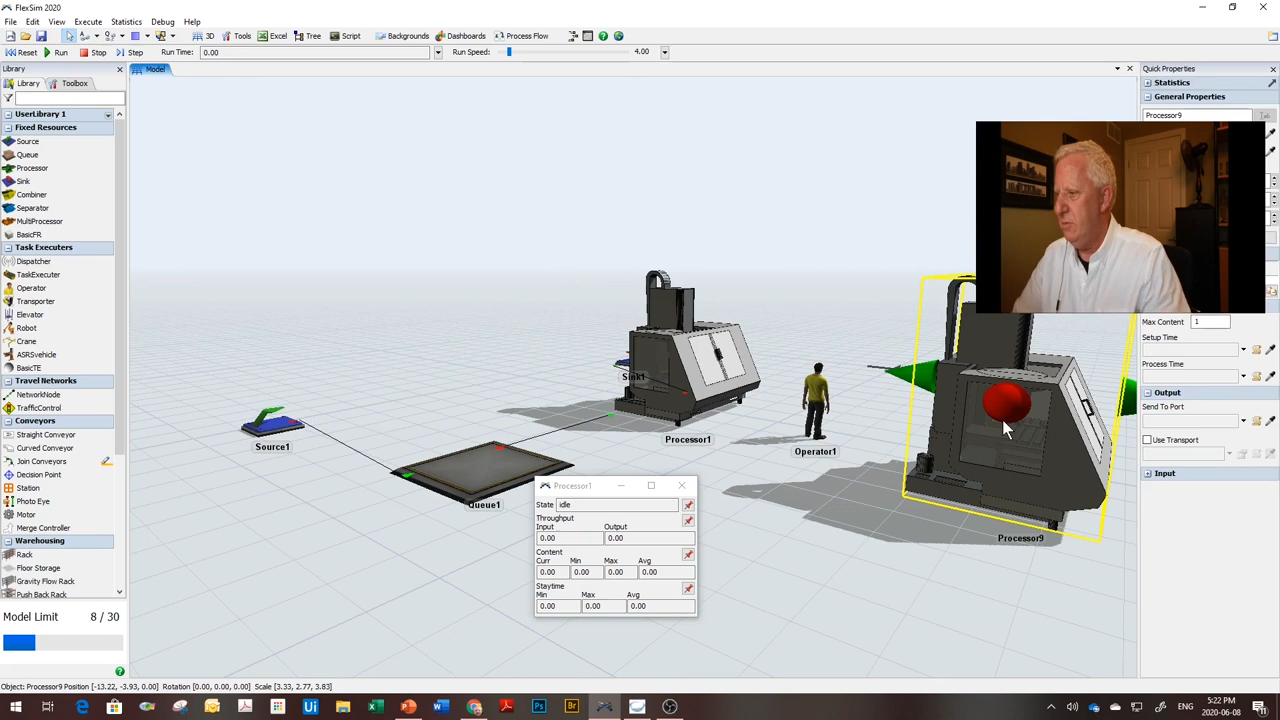 FlexSim 2020
File Edit View Execute Statistics Debug Help
3D Tools Excel Tree Script Backgrounds Dashboards Process Flow
Reset Run Stop Step Run Time: 0.00 Run Speed: 4.00
Library
Library Toolbox
UserLibrary 1
Fixed Resources
Source
Queue
Processor
Sink
Combiner
Separator
MultiProcessor
BasicFR
Task Executers
Dispatcher
TaskExecuter
Operator
Transporter
Elevator
Robot
Crane
ASRSvehicle
BasicTE
Travel Networks
NetworkNode
TrafficControl
Conveyors
Straight Conveyor
Curved Conveyor
Join Conveyors
Decision Point
Station
Photo Eye
Motor
Merge Controller
Warehousing
Rack
Floor Storage
Gravity Flow Rack
Push Back Rack
Model Limit 8 / 30
Model
Source1
Queue1
Sink1
Processor1
Operator1
Processor9
Processor1
State idle
Throughput
Input Output
0.00 0.00
Content
Curr Min Max Avg
0.00 0.00 0.00 0.00
Staytime
Min Max Avg
0.00 0.00 0.00
Quick Properties
Statistics
General Properties
Processor9
Max Content 1
Setup Time
Process Time
Output
Send To Port
Use Transport
Input
Object: Processor9 Position [-13.22, -3.93, 0.00] Rotation [0.00, 0.00, 0.00] Scale [3.33, 2.77, 3.83]
5:22 PM
2020-06-08